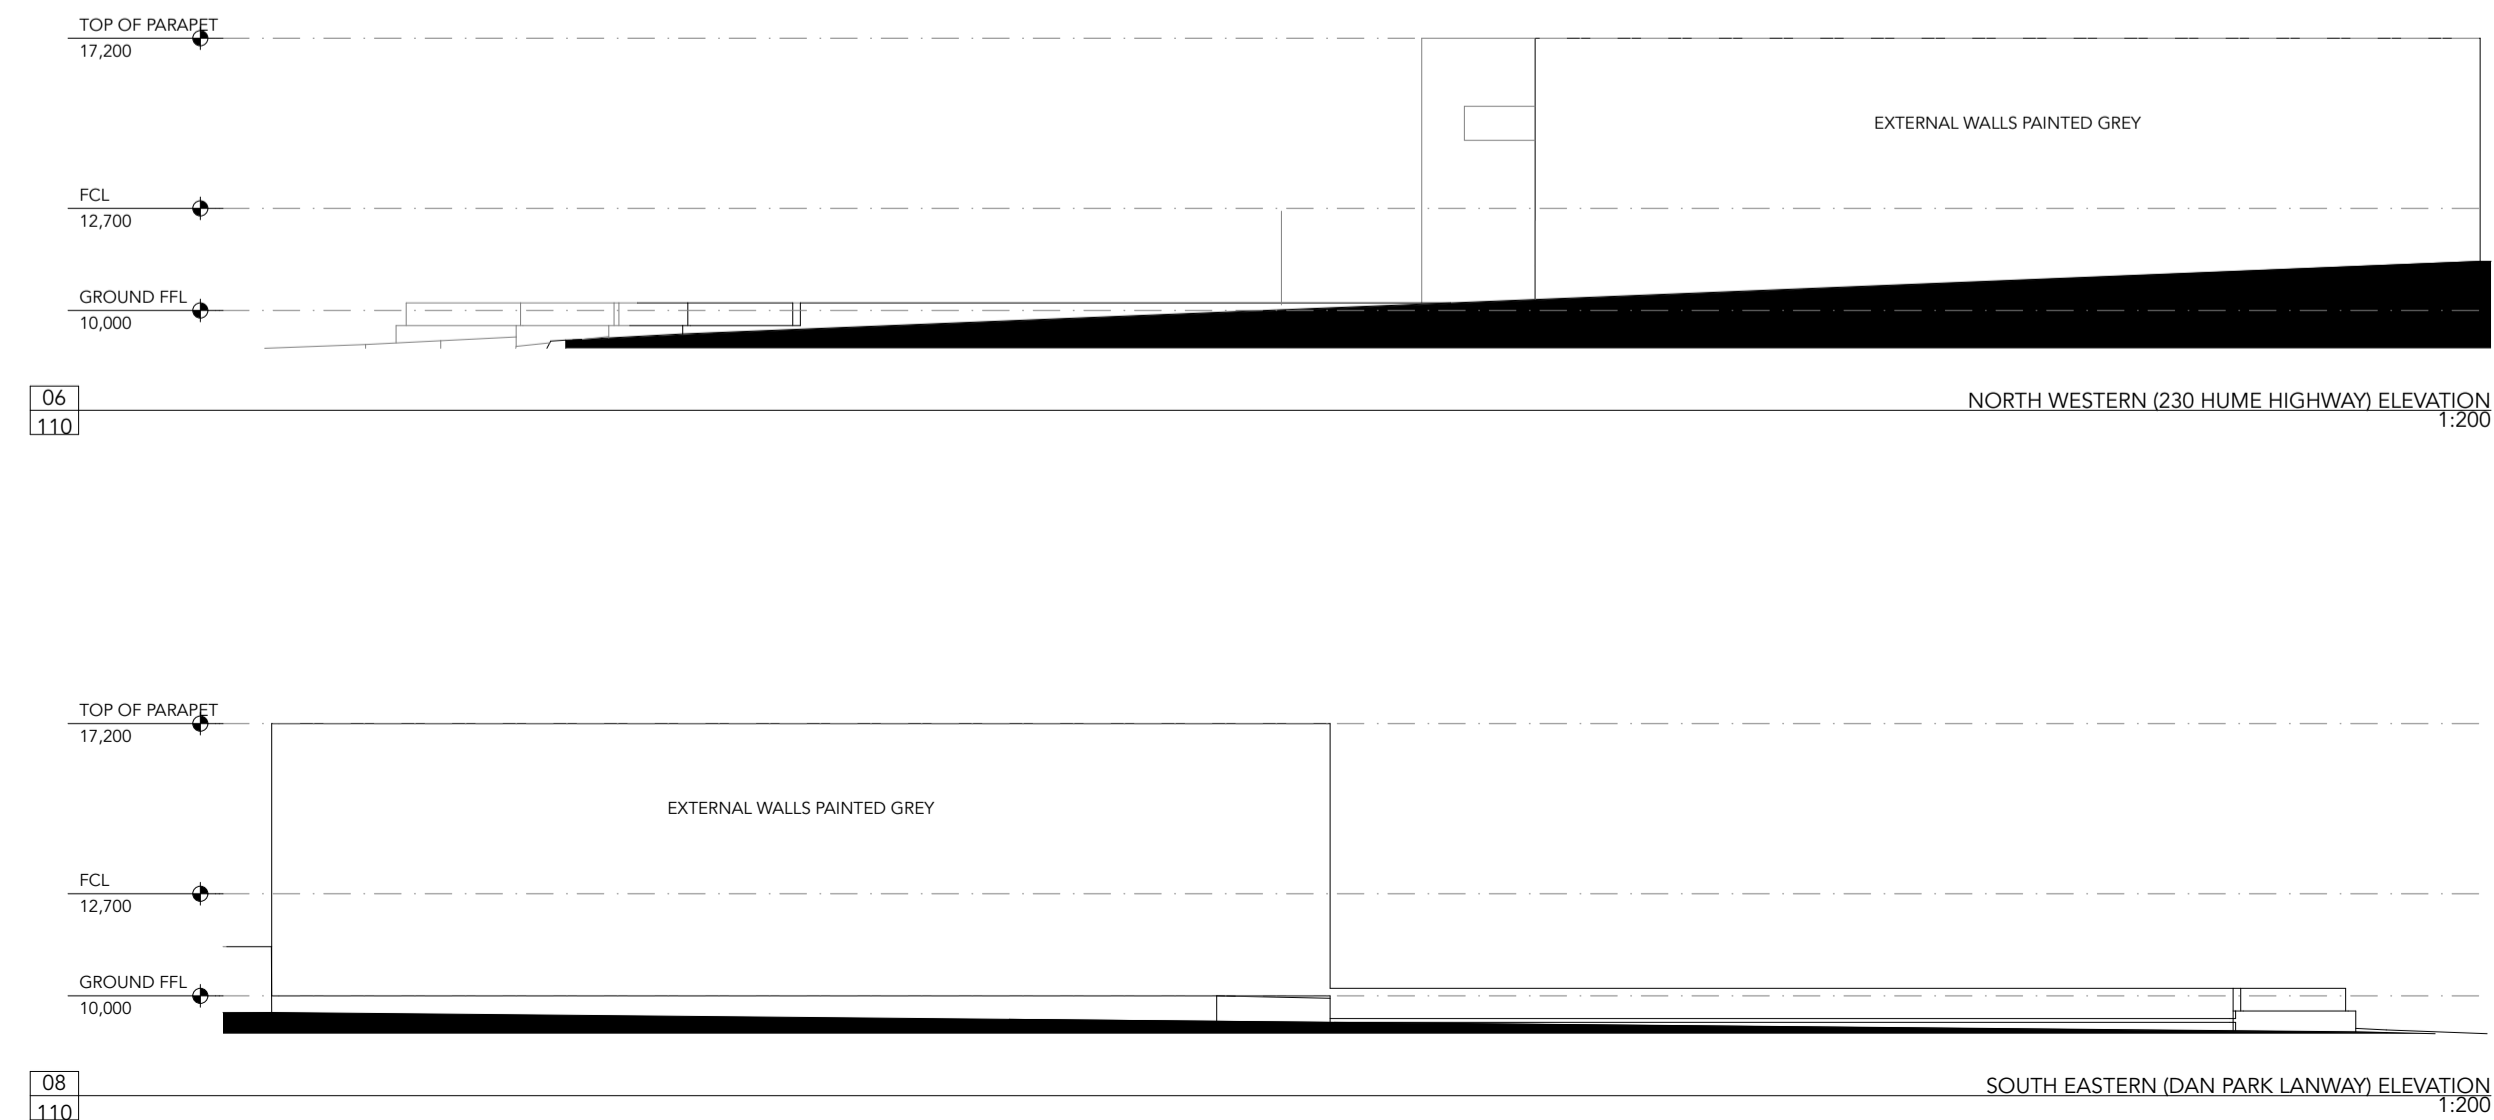 TOP OF PARAPET
17,200
EXTERNAL WALLS PAINTED GREY
FCL
12,700
GROUND FFL
10,000
06
110
NORTH WESTERN (230 HUME HIGHWAY) ELEVATION
1:200
TOP OF PARAPET
17,200
EXTERNAL WALLS PAINTED GREY
FCL
12,700
GROUND FFL
10,000
08
110
SOUTH EASTERN (DAN PARK LANWAY) ELEVATION
1:200